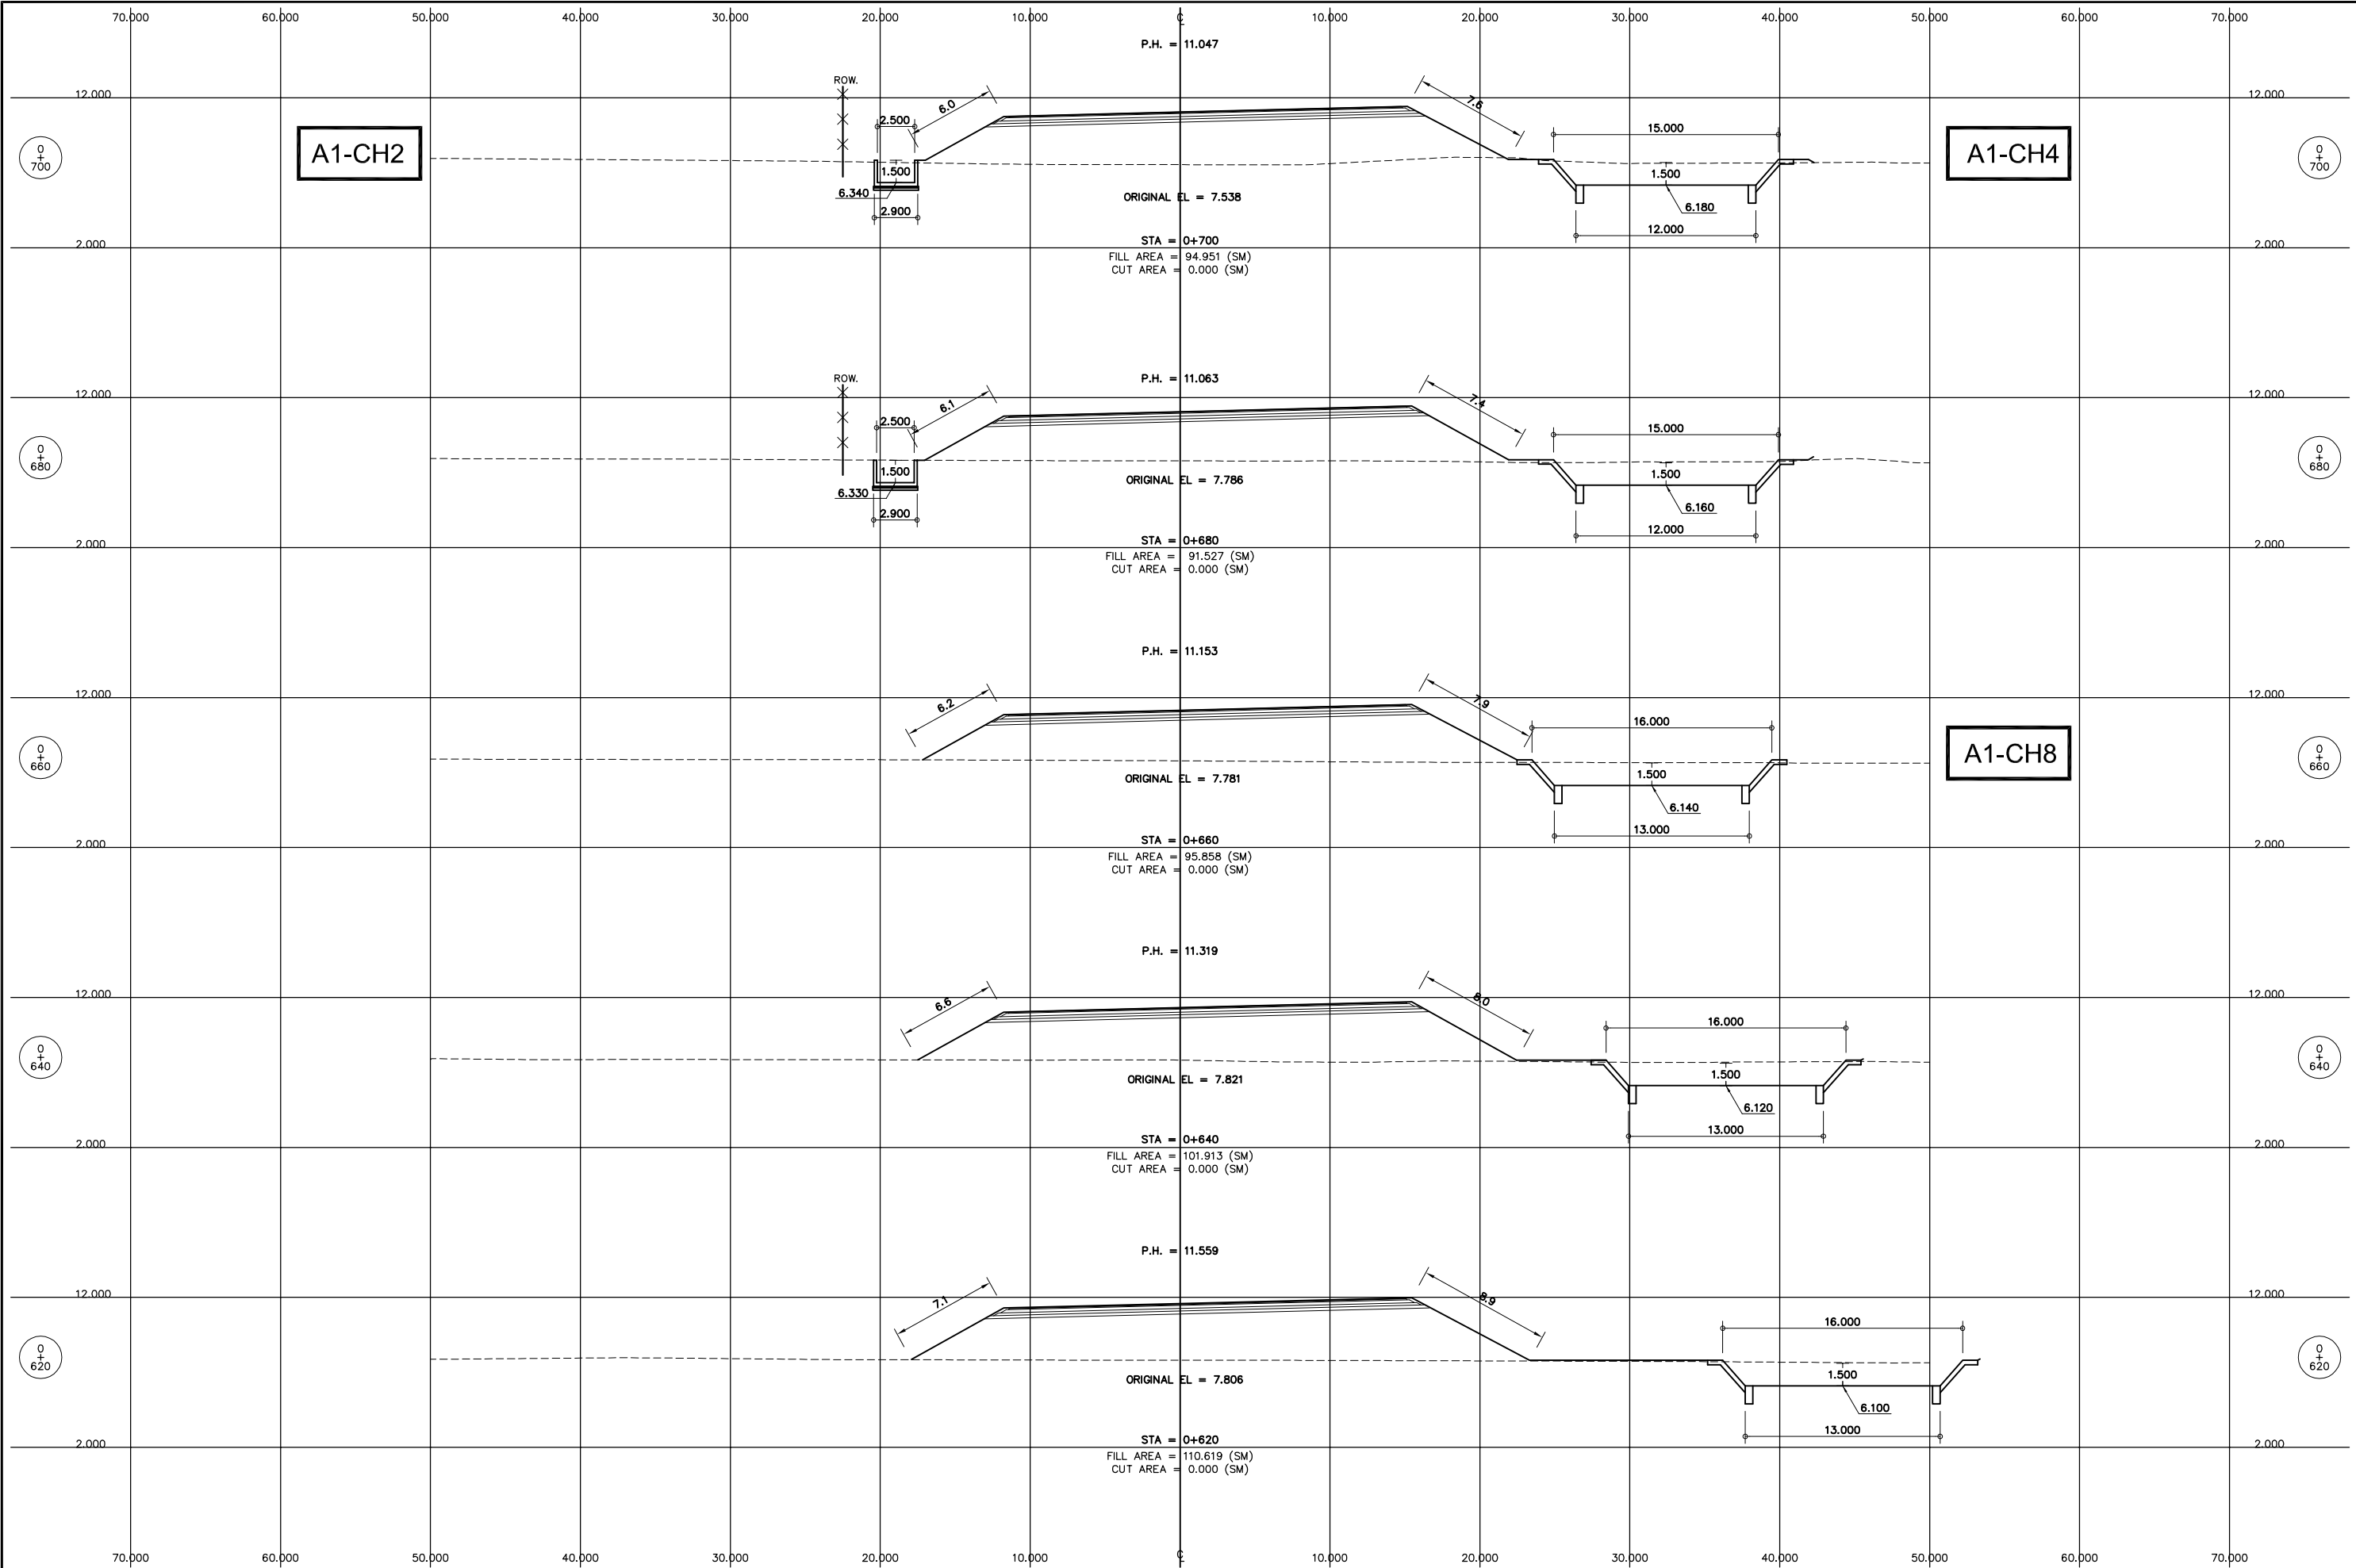 70.000 60.000 50.000 40.000 30.000 20.000 10.000 ℄ 10.000 20.000 30.000 40.000 50.000 60.000 70.000
P.H. = 11.047
ROW.
12.000 6.0 7.6 12.000
2.500 15.000
0 + 700 A1-CH2 A1-CH4 0 + 700
1.500 1.500
6.340 ORIGINAL EL = 7.538 6.180
2.900 12.000
2.000 STA = 0+700 2.000
FILL AREA = 94.951 (SM)
CUT AREA = 0.000 (SM)
ROW. P.H. = 11.063
12.000 6.1 7.4 12.000
2.500 15.000
0 + 680 0 + 680
1.500 1.500
6.330 ORIGINAL EL = 7.786 6.160
2.900 12.000
2.000 STA = 0+680 2.000
FILL AREA = 91.527 (SM)
CUT AREA = 0.000 (SM)
P.H. = 11.153
12.000 6.2 7.9 12.000
16.000
0 + 660 A1-CH8 0 + 660
1.500
ORIGINAL EL = 7.781
6.140
13.000
2.000 STA = 0+660 2.000
FILL AREA = 95.858 (SM)
CUT AREA = 0.000 (SM)
P.H. = 11.319
12.000 6.6 8.0 12.000
16.000
0 + 640 0 + 640
1.500
ORIGINAL EL = 7.821
6.120
13.000
2.000 STA = 0+640 2.000
FILL AREA = 101.913 (SM)
CUT AREA = 0.000 (SM)
P.H. = 11.559
12.000 7.1 8.9 12.000
16.000
0 + 620 0 + 620
1.500
ORIGINAL EL = 7.806
6.100
13.000
2.000 STA = 0+620 2.000
FILL AREA = 110.619 (SM)
CUT AREA = 0.000 (SM)
70.000 60.000 50.000 40.000 30.000 20.000 10.000 ℄ 10.000 20.000 30.000 40.000 50.000 60.000 70.000